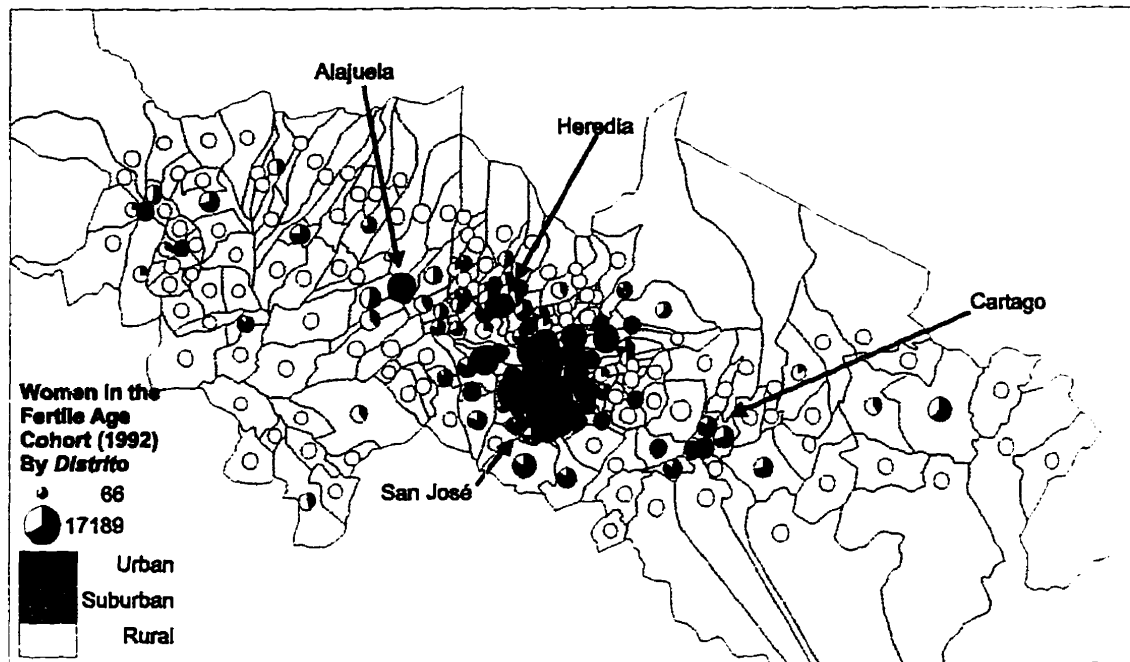 Alajuela
Heredia
Cartago
San José
Women in the
Fertile Age
Cohort (1992)
By Distrito
66
17189
Urban
Suburban
Rural